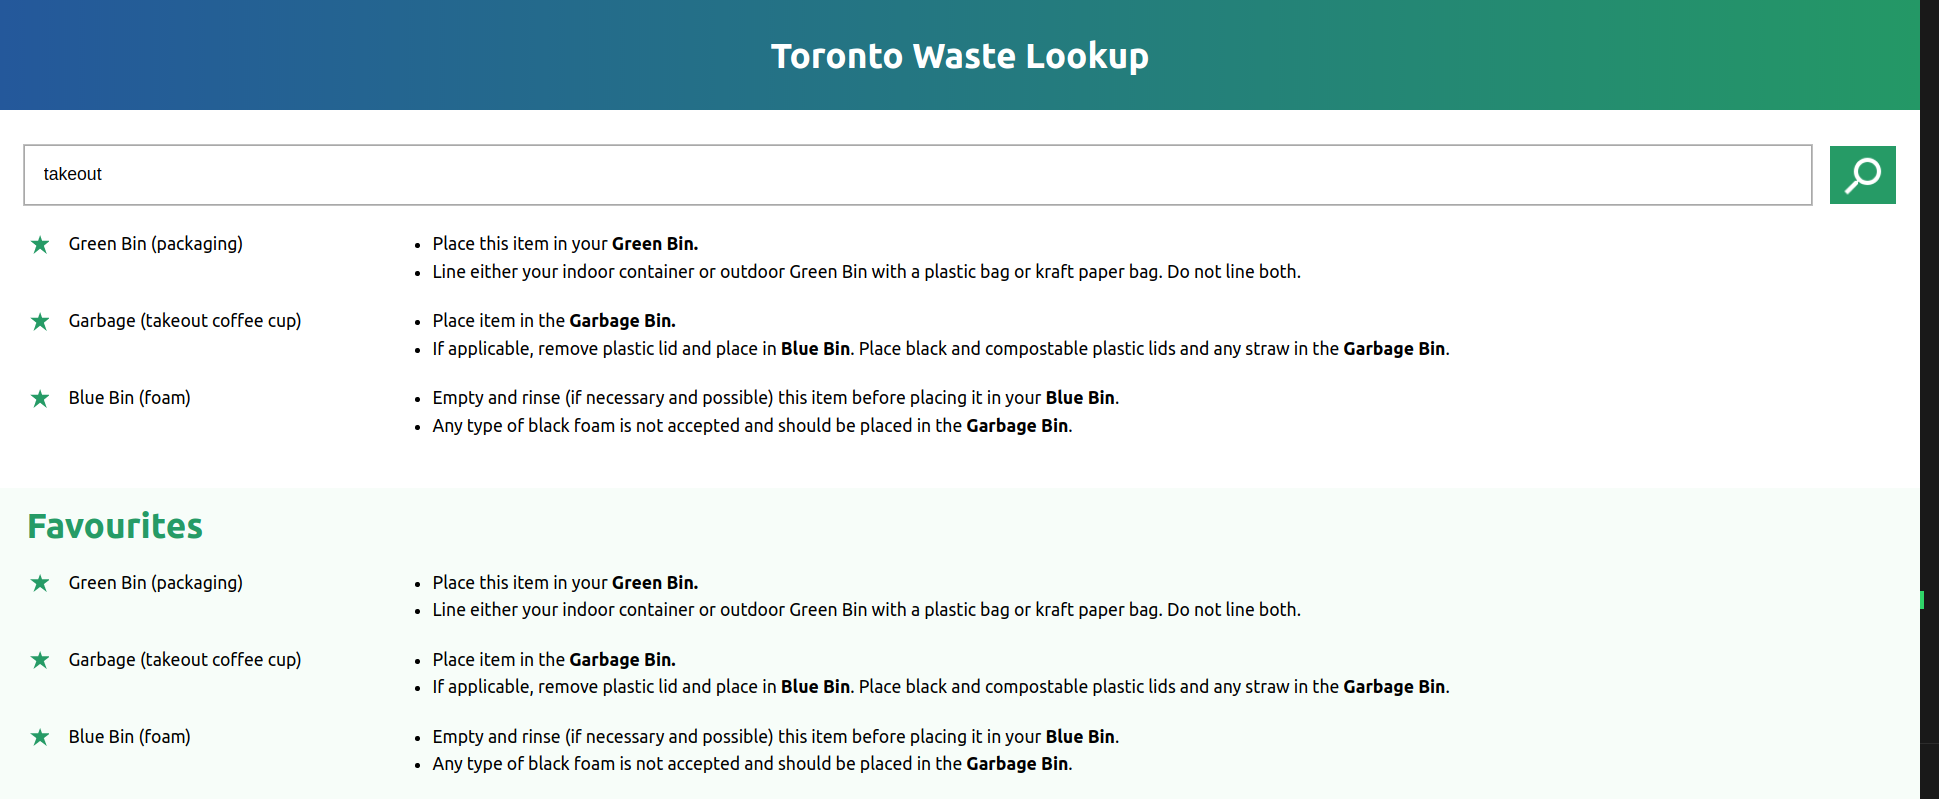 Toronto Waste Lookup
takeout
★ Green Bin (packaging)
• Place this item in your Green Bin.
• Line either your indoor container or outdoor Green Bin with a plastic bag or kraft paper bag. Do not line both.
★ Garbage (takeout coffee cup)
• Place item in the Garbage Bin.
• If applicable, remove plastic lid and place in Blue Bin. Place black and compostable plastic lids and any straw in the Garbage Bin.
★ Blue Bin (foam)
• Empty and rinse (if necessary and possible) this item before placing it in your Blue Bin.
• Any type of black foam is not accepted and should be placed in the Garbage Bin.
Favourites
★ Green Bin (packaging)
• Place this item in your Green Bin.
• Line either your indoor container or outdoor Green Bin with a plastic bag or kraft paper bag. Do not line both.
★ Garbage (takeout coffee cup)
• Place item in the Garbage Bin.
• If applicable, remove plastic lid and place in Blue Bin. Place black and compostable plastic lids and any straw in the Garbage Bin.
★ Blue Bin (foam)
• Empty and rinse (if necessary and possible) this item before placing it in your Blue Bin.
• Any type of black foam is not accepted and should be placed in the Garbage Bin.